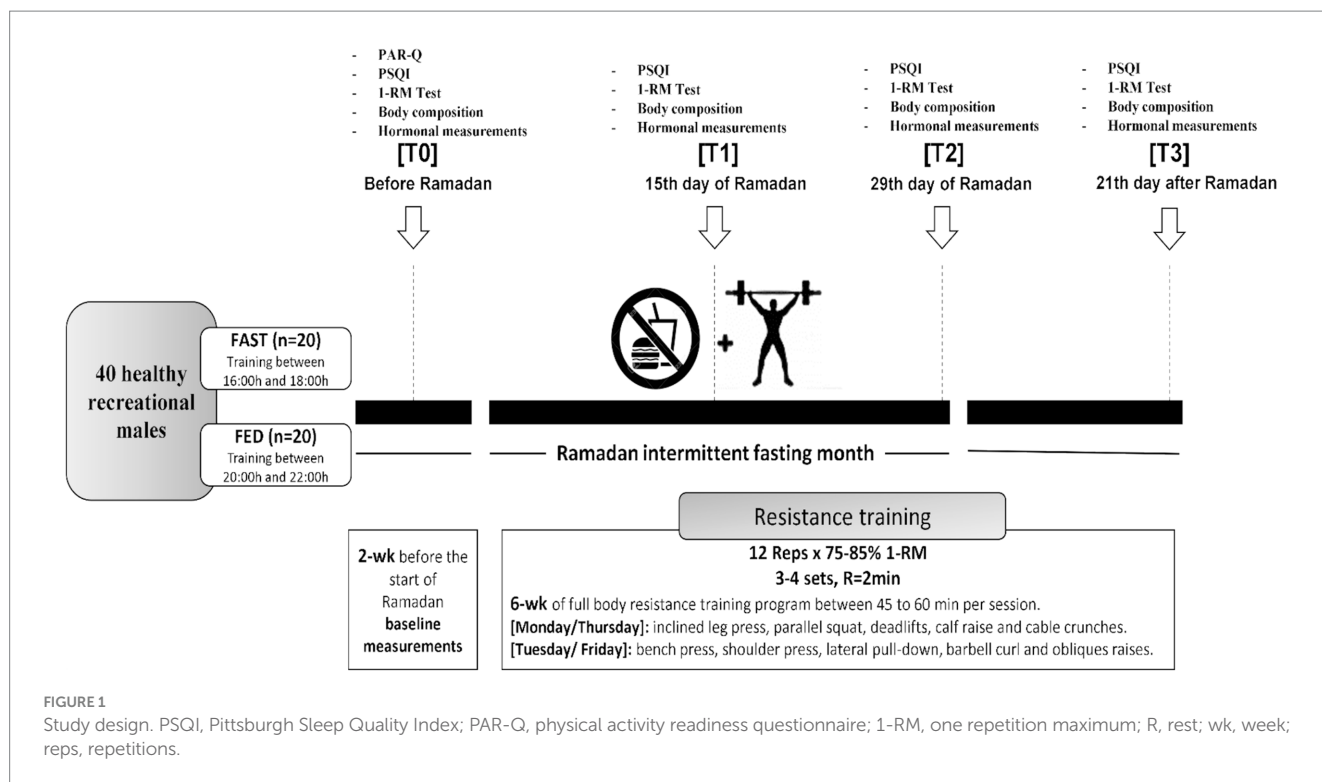 - PAR-Q
- PSQI
- 1-RM Test
- Body composition
- Hormonal measurements
[T0]
Before Ramadan
- PSQI
- 1-RM Test
- Body composition
- Hormonal measurements
[T1]
15th day of Ramadan
- PSQI
- 1-RM Test
- Body composition
- Hormonal measurements
[T2]
29th day of Ramadan
- PSQI
- 1-RM Test
- Body composition
- Hormonal measurements
[T3]
21th day after Ramadan
40 healthy
recreational
males
FAST (n=20)
Training between
16:00h and 18:00h
FED (n=20)
Training between
20:00h and 22:00h
+
Ramadan intermittent fasting month
2-wk before the
start of
Ramadan
baseline
measurements
Resistance training
12 Reps x 75-85% 1-RM
3-4 sets, R=2min
6-wk of full body resistance training program between 45 to 60 min per session.
[Monday/Thursday]: inclined leg press, parallel squat, deadlifts, calf raise and cable crunches.
[Tuesday/ Friday]: bench press, shoulder press, lateral pull-down, barbell curl and obliques raises.
FIGURE 1
Study design. PSQI, Pittsburgh Sleep Quality Index; PAR-Q, physical activity readiness questionnaire; 1-RM, one repetition maximum; R, rest; wk, week;
reps, repetitions.